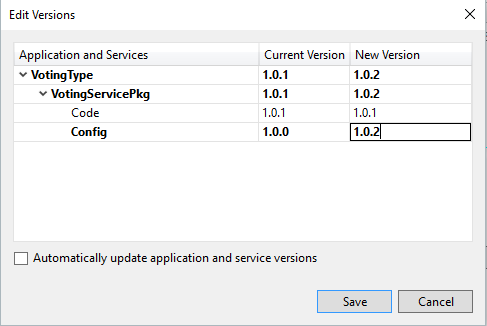 Edit Versions
Application and Services Current Version New Version
VotingType 1.0.1 1.0.2
VotingServicePkg 1.0.1 1.0.2
Code 1.0.1 1.0.1
Config 1.0.0 1.0.2
Automatically update application and service versions
Save Cancel